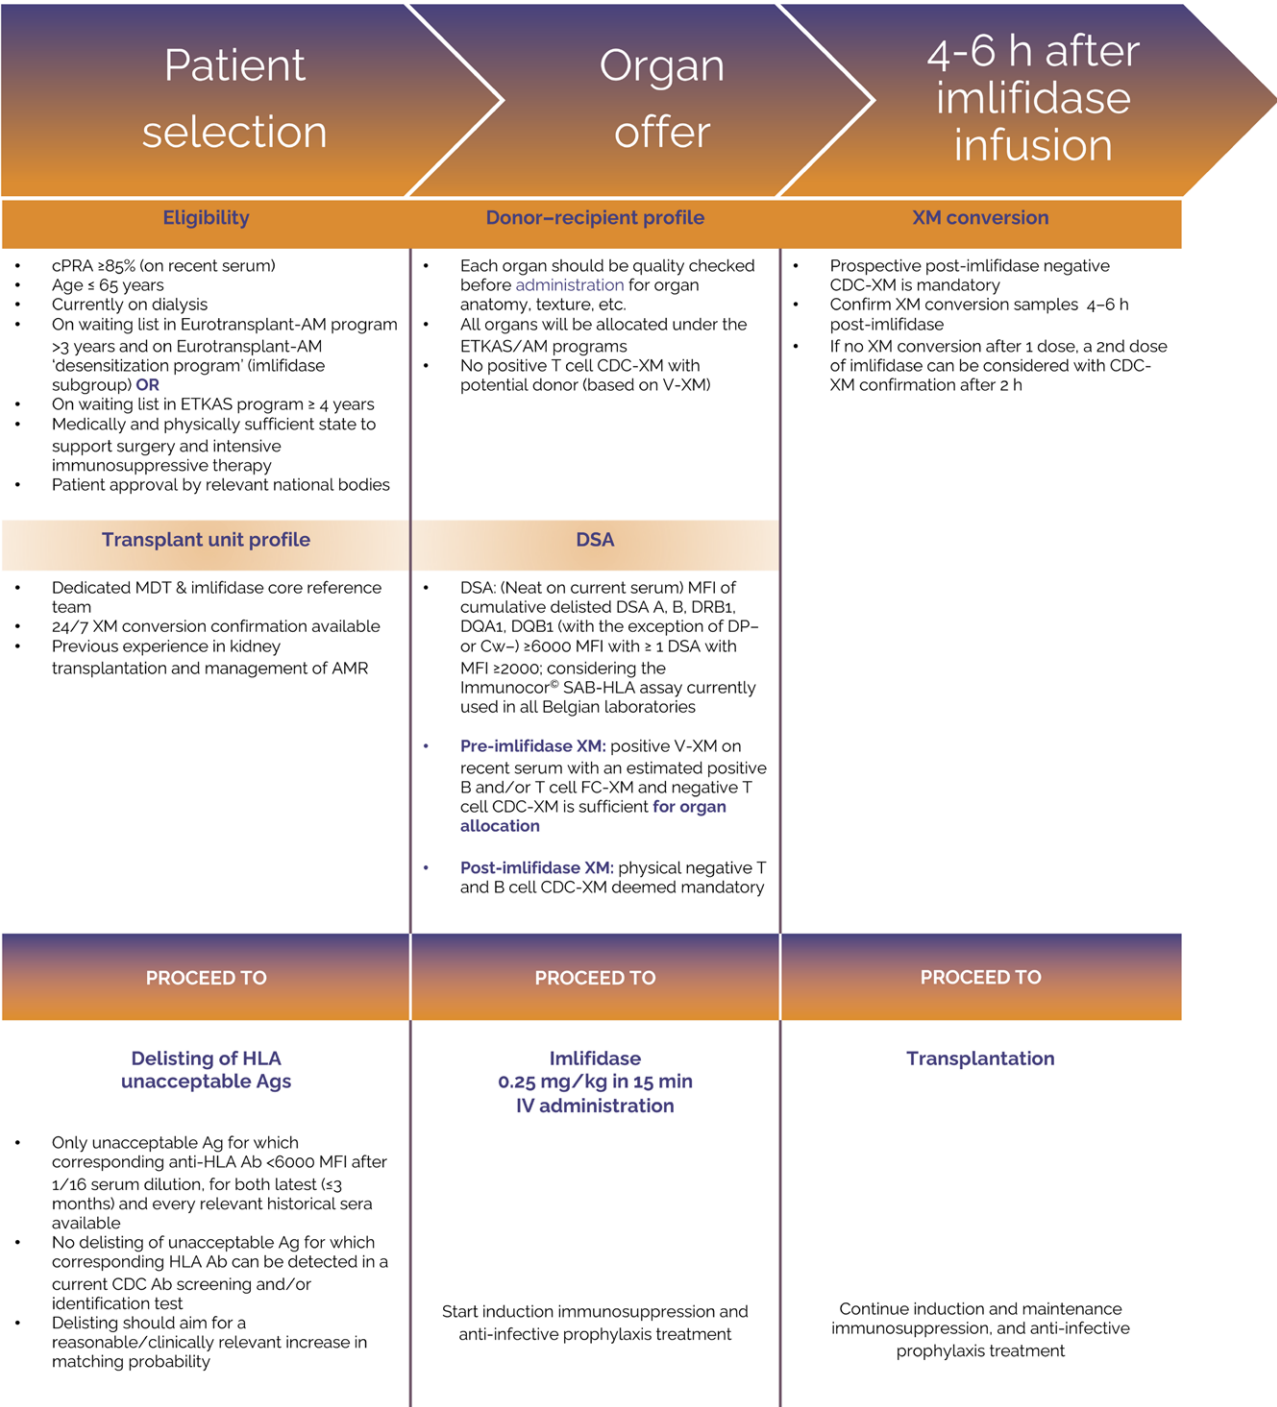 Patient
selection
Organ
offer
4-6 h after
imlifidase
infusion
Eligibility
• cPRA ≥85% (on recent serum)
• Age ≤ 65 years
• Currently on dialysis
• On waiting list in Eurotransplant-AM program
>3 years and on Eurotransplant-AM
‘desensitization program’ (imlifidase
subgroup) OR
• On waiting list in ETKAS program ≥ 4 years
• Medically and physically sufficient state to
support surgery and intensive
immunosuppressive therapy
• Patient approval by relevant national bodies
Transplant unit profile
• Dedicated MDT & imlifidase core reference
team
• 24/7 XM conversion confirmation available
• Previous experience in kidney
transplantation and management of AMR
Donor–recipient profile
• Each organ should be quality checked
before administration for organ
anatomy, texture, etc.
• All organs will be allocated under the
ETKAS/AM programs
• No positive T cell CDC-XM with
potential donor (based on V-XM)
DSA
• DSA: (Neat on current serum) MFI of
cumulative delisted DSA A, B, DRB1,
DQA1, DQB1 (with the exception of DP–
or Cw–) ≥6000 MFI with ≥ 1 DSA with
MFI ≥2000; considering the
Immunocor© SAB-HLA assay currently
used in all Belgian laboratories
• Pre-imlifidase XM: positive V-XM on
recent serum with an estimated positive
B and/or T cell FC-XM and negative T
cell CDC-XM is sufficient for organ
allocation
• Post-imlifidase XM: physical negative T
and B cell CDC-XM deemed mandatory
XM conversion
• Prospective post-imlifidase negative
CDC-XM is mandatory
• Confirm XM conversion samples 4–6 h
post-imlifidase
• If no XM conversion after 1 dose, a 2nd dose
of imlifidase can be considered with CDC-
XM confirmation after 2 h
PROCEED TO
Delisting of HLA
unacceptable Ags
• Only unacceptable Ag for which
corresponding anti-HLA Ab <6000 MFI after
1/16 serum dilution, for both latest (≤3
months) and every relevant historical sera
available
• No delisting of unacceptable Ag for which
corresponding HLA Ab can be detected in a
current CDC Ab screening and/or
identification test
• Delisting should aim for a
reasonable/clinically relevant increase in
matching probability
PROCEED TO
Imlifidase
0.25 mg/kg in 15 min
IV administration
Start induction immunosuppression and
anti-infective prophylaxis treatment
PROCEED TO
Transplantation
Continue induction and maintenance
immunosuppression, and anti-infective
prophylaxis treatment